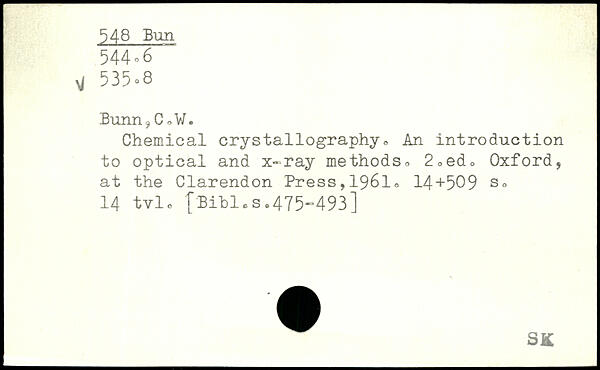 548 Bun
544.6
√ 535.8
Bunn,C.W.
Chemical crystallography. An introduction
to optical and x-ray methods. 2.ed. Oxford,
at the Clarendon Press,1961. 14+509 s.
14 tvl. [Bibl.s.475-493]
SK